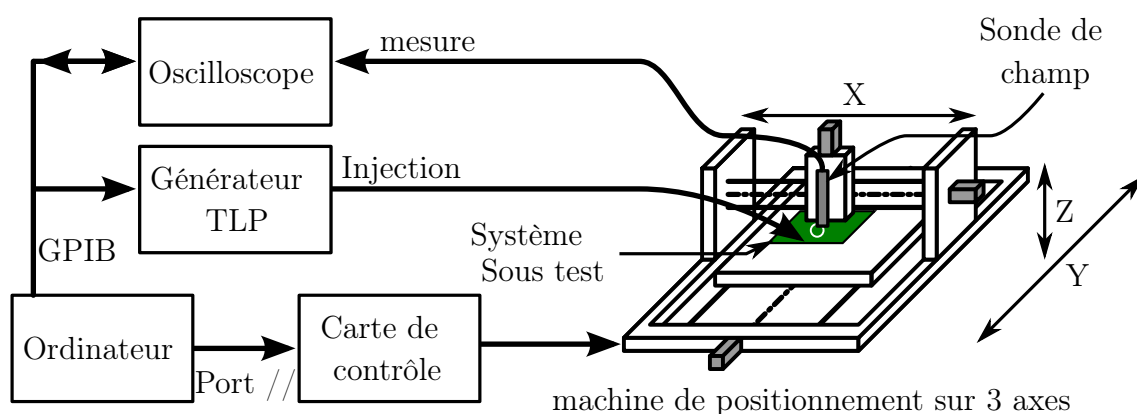 mesure
Sonde de
champ
Oscilloscope
X
Générateur
TLP
Injection
Z
GPIB
Système
Sous test
Y
Ordinateur
Carte de
contrôle
Port //
machine de positionnement sur 3 axes